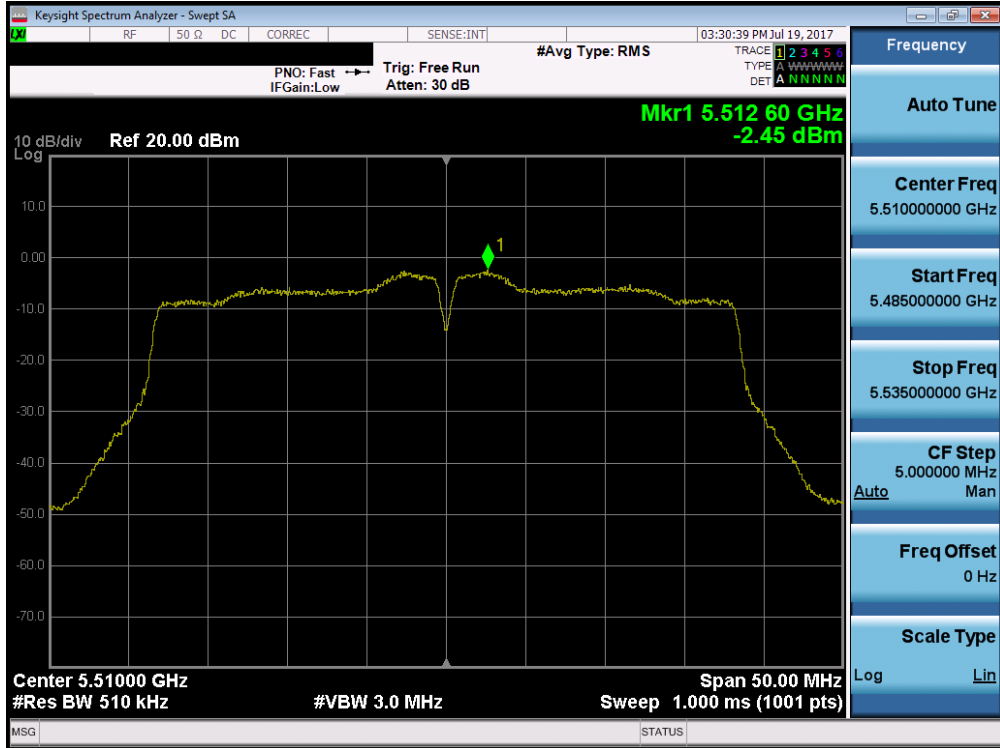 Keysight Spectrum Analyzer - Swept SA
LXI RF 50 Ω DC CORREC SENSE:INT 03:30:39 PM Jul 19, 2017
#Avg Type: RMS TRACE 1 2 3 4 5 6
PNO: Fast Trig: Free Run TYPE A WWWWW
IFGain:Low Atten: 30 dB DET A N N N N N
Mkr1 5.512 60 GHz
-2.45 dBm
10 dB/div Ref 20.00 dBm
Log
1
10.0
0.00
-10.0
-20.0
-30.0
-40.0
-50.0
-60.0
-70.0
Center 5.51000 GHz Span 50.00 MHz
#Res BW 510 kHz #VBW 3.0 MHz Sweep 1.000 ms (1001 pts)
MSG STATUS
Frequency
Auto Tune
Center Freq
5.510000000 GHz
Start Freq
5.485000000 GHz
Stop Freq
5.535000000 GHz
CF Step
5.000000 MHz
Auto Man
Freq Offset
0 Hz
Scale Type
Log Lin